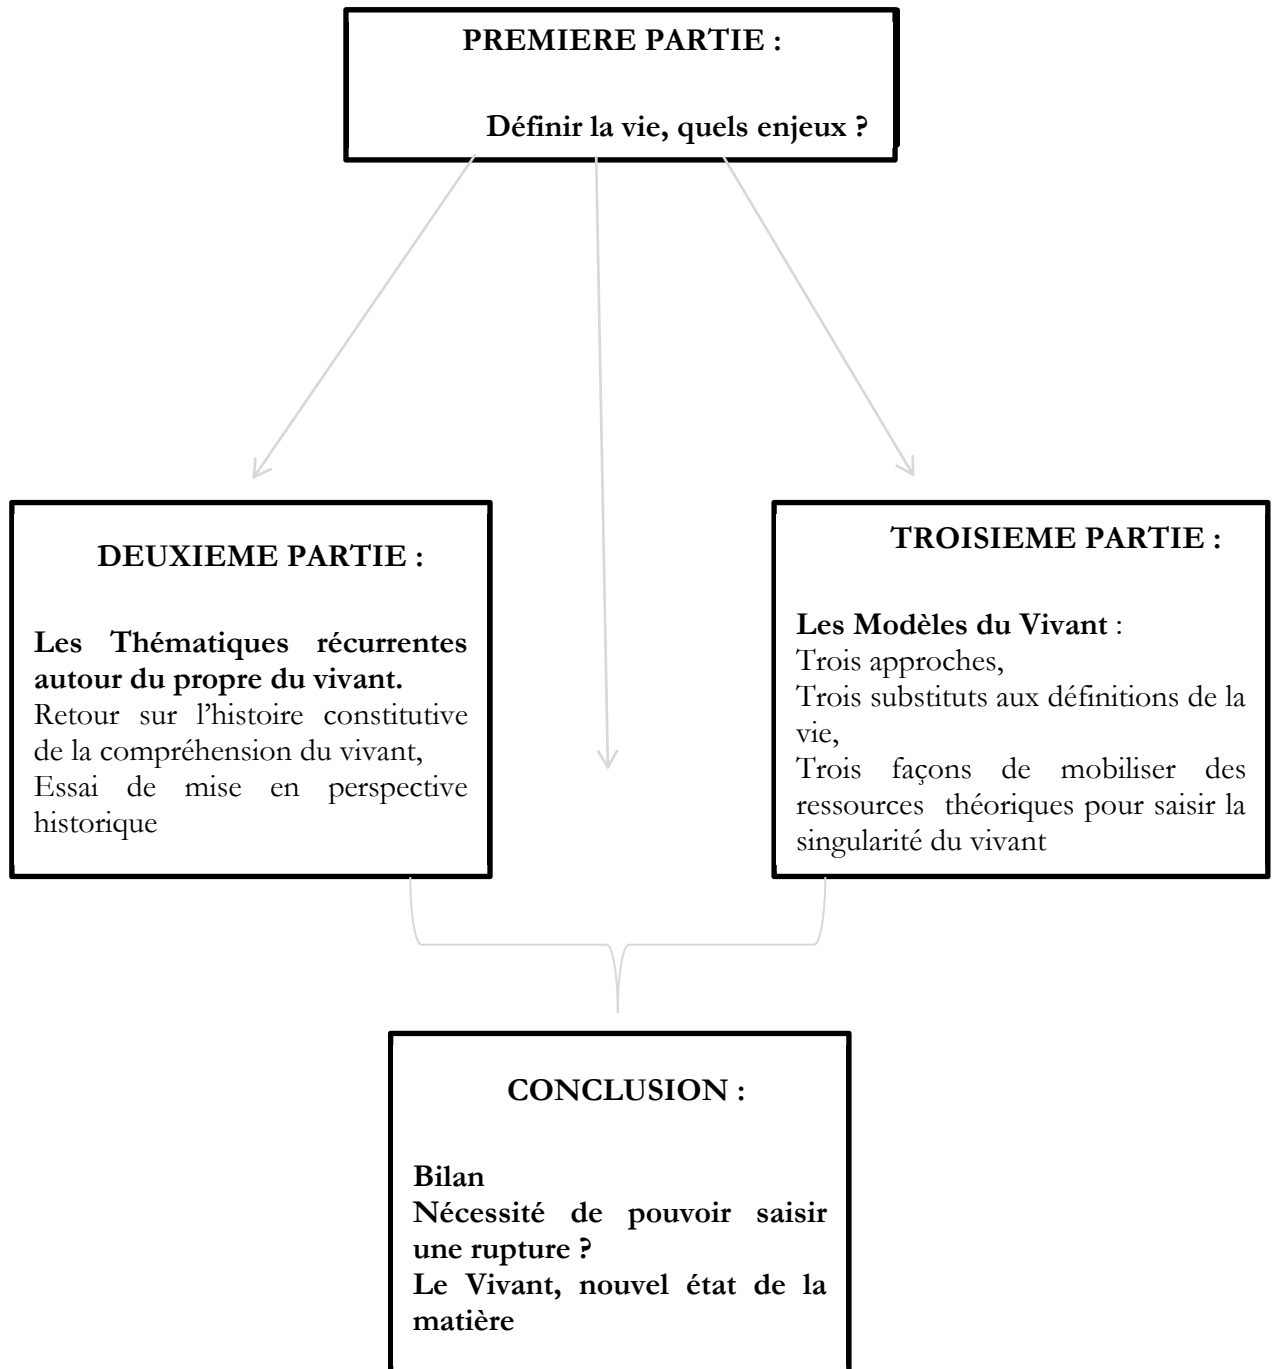 PREMIERE PARTIE :
Définir la vie, quels enjeux ?
DEUXIEME PARTIE :
Les Thématiques récurrentes
autour du propre du vivant.
Retour sur l’histoire constitutive
de la compréhension du vivant,
Essai de mise en perspective
historique
TROISIEME PARTIE :
Les Modèles du Vivant :
Trois approches,
Trois substituts aux définitions de la
vie,
Trois façons de mobiliser des
ressources théoriques pour saisir la
singularité du vivant
CONCLUSION :
Bilan
Nécessité de pouvoir saisir
une rupture ?
Le Vivant, nouvel état de la
matière